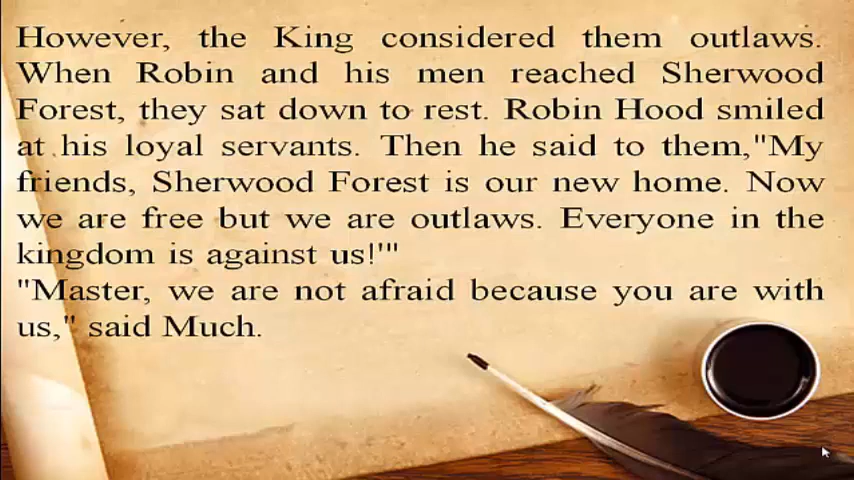 However, the King considered them outlaws.
When Robin and his men reached Sherwood
Forest, they sat down to rest. Robin Hood smiled
at his loyal servants. Then he said to them,"My
friends, Sherwood Forest is our new home. Now
we are free but we are outlaws. Everyone in the
kingdom is against us!'"
"Master, we are not afraid because you are with
us," said Much.